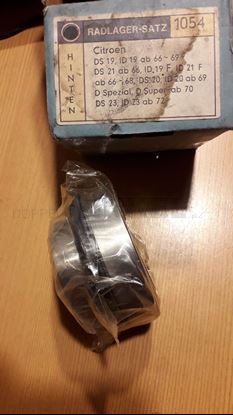 RADLAGER-SATZ 1054
HINTEN
Citroen
DS 19, ID 19 ab 66 - 69
DS 21 ab 66, ID 19 F, ID 21 F
ab 66 - 68, DS 20, ID 20 ab 69
D Spezial, D Super ab 70
DS 23, ID 23 ab 72